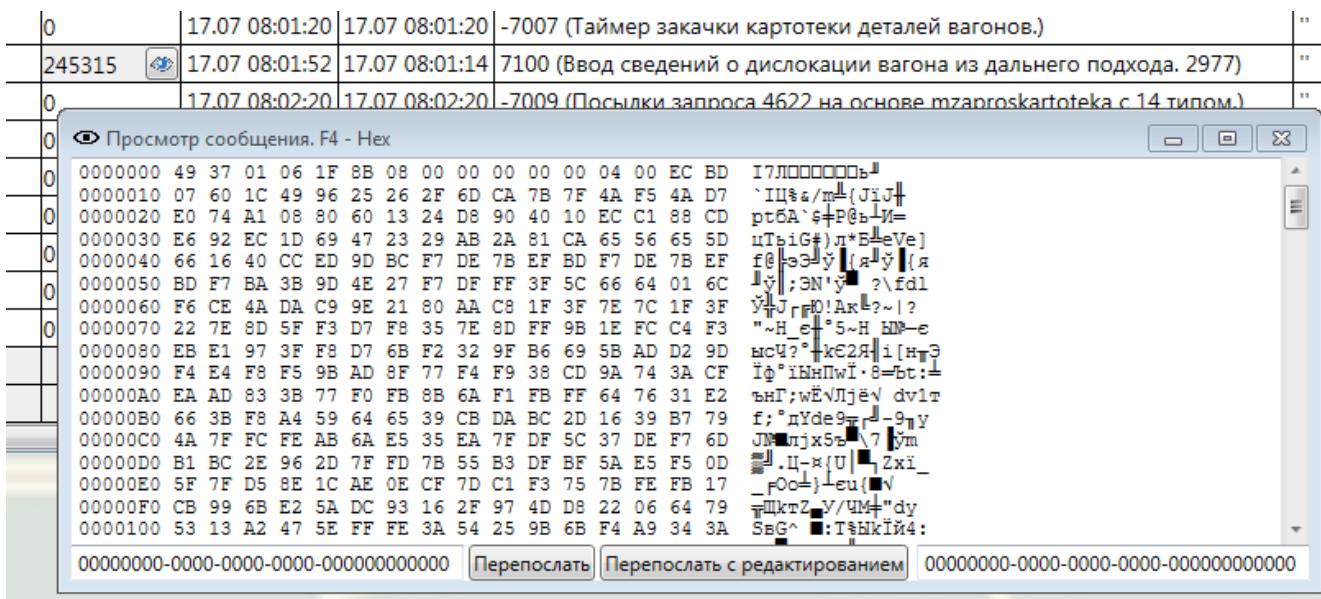 0 17.07 08:01:20 17.07 08:01:20 -7007 (Таймер закачки картотеки деталей вагонов.) "
245315 17.07 08:01:52 17.07 08:01:14 7100 (Ввод сведений о дислокации вагона из дальнего подхода. 2977) "
0 17.07 08:02:20 17.07 08:02:20 -7009 (Посылки запроса 4622 на основе mzaproskartoteka с 14 типом.) "
Просмотр сообщения. F4 - Hex
0000000 49 37 01 06 1F 8B 08 00 00 00 00 00 04 00 EC BD
0000010 07 60 1C 49 96 25 26 2F 6D CA 7B 7F 4A F5 4A D7
0000020 E0 74 A1 08 80 60 13 24 D8 90 40 10 EC C1 88 CD
0000030 E6 92 EC 1D 69 47 23 29 AB 2A 81 CA 65 56 65 5D
0000040 66 16 40 CC ED 9D BC F7 DE 7B EF BD F7 DE 7B EF
0000050 BD F7 BA 3B 9D 4E 27 F7 DF FF 3F 5C 66 64 01 6C
0000060 F6 CE 4A DA C9 9E 21 80 AA C8 1F 3F 7E 7C 1F 3F
0000070 22 7E 8D 5F F3 D7 F8 35 7E 8D FF 9B 1E FC C4 F3
0000080 EB E1 97 3F F8 D7 6B F2 32 9F B6 69 5B AD D2 9D
0000090 F4 E4 F8 F5 9B AD 8F 77 F4 F9 38 CD 9A 74 3A CF
00000A0 EA AD 83 3B 77 F0 FB 8B 6A F1 FB FF 64 76 31 E2
00000B0 66 3B F8 A4 59 64 65 39 CB DA BC 2D 16 39 B7 79
00000C0 4A 7F FC FE AB 6A E5 35 EA 7F DF 5C 37 DE F7 6D
00000D0 B1 BC 2E 96 2D 7F FD 7B 55 B3 DF BF 5A E5 F5 0D
00000E0 5F 7F D5 8E 1C AE 0E CF 7D C1 F3 75 7B FE FB 17
00000F0 CB 99 6B E2 5A DC 93 16 2F 97 4D D8 22 06 64 79
0000100 53 13 A2 47 5E FF FE 3A 54 25 9B 6B F4 A9 34 3A
00000000-0000-0000-0000-000000000000 Перепослать Перепослать с редактированием 00000000-0000-0000-0000-000000000000